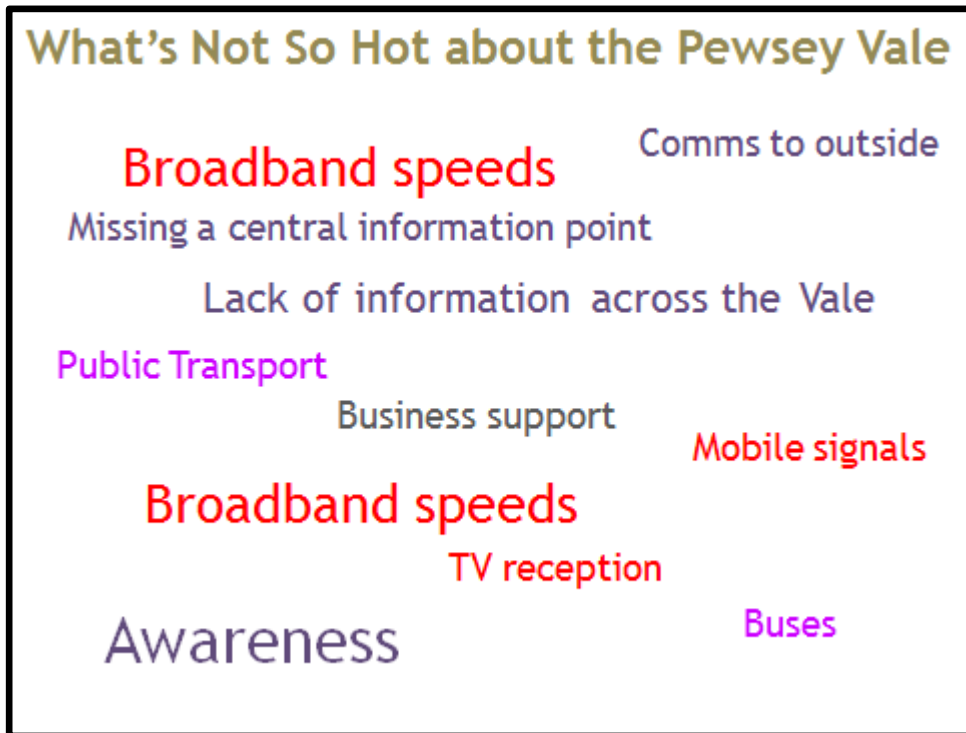 What's Not So Hot about the Pewsey Vale
Comms to outside
Broadband speeds
Missing a central information point
Lack of information across the Vale
Public Transport
Business support
Mobile signals
Broadband speeds
TV reception
Buses
Awareness